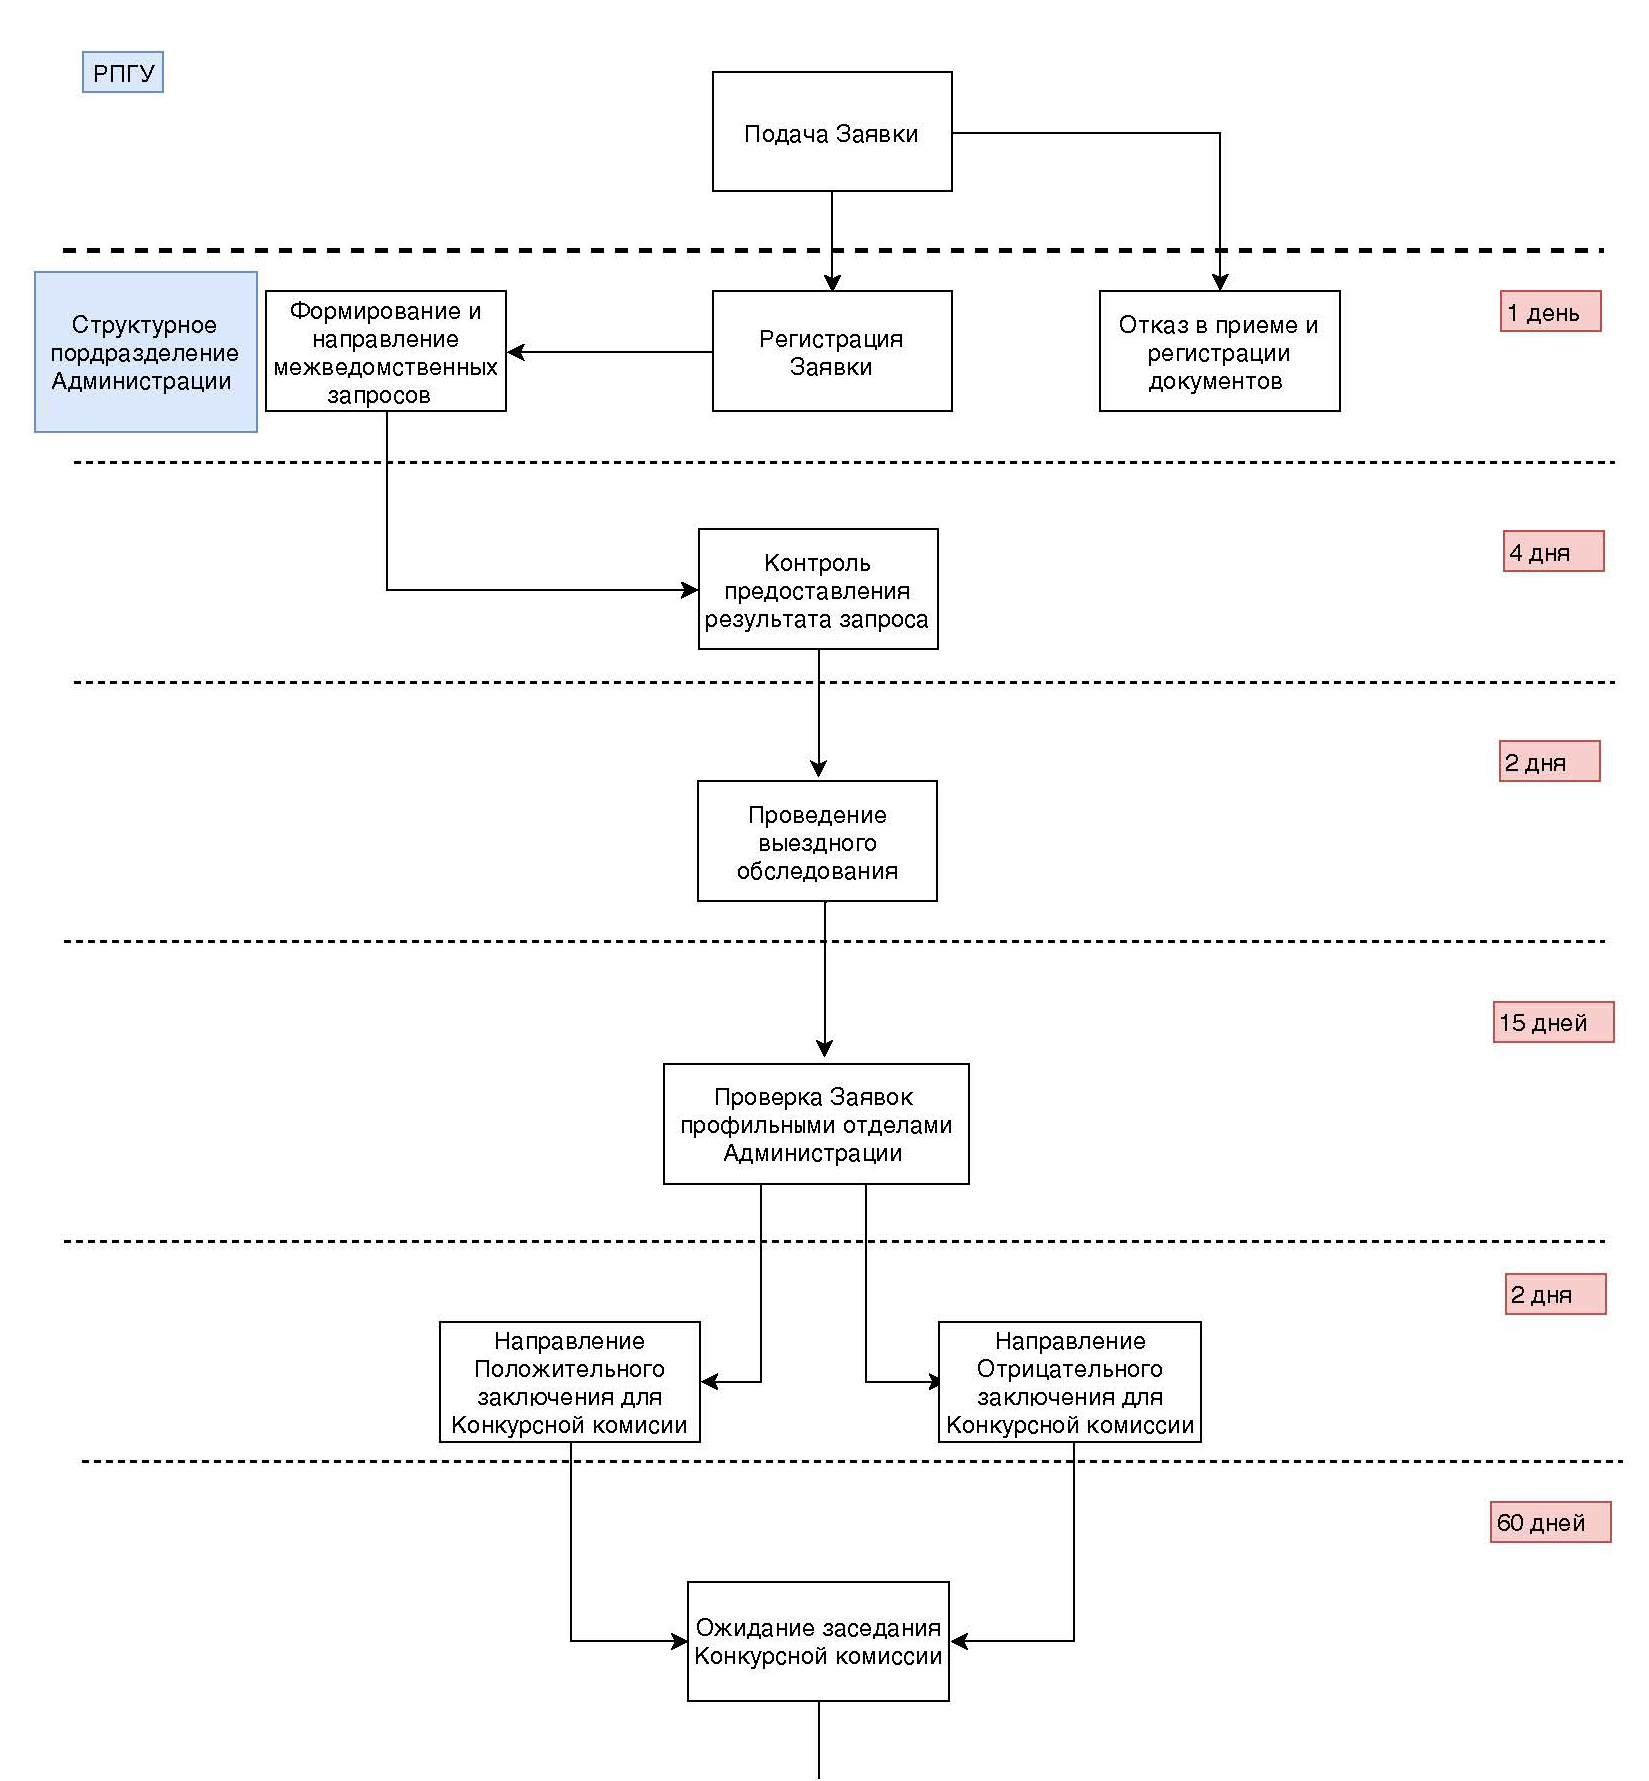 РПГУ
Подача Заявки
Структурное
пордразделение
Администрации
Формирование и
направление
межведомственных
запросов
Регистрация
Заявки
Отказ в приеме и
регистрации
документов
1 день
Контроль
предоставления
результата запроса
4 дня
2 дня
Проведение
выездного
обследования
15 дней
Проверка Заявок
профильными отделами
Администрации
2 дня
Направление
Положительного
заключения для
Конкурсной комисии
Направление
Отрицательного
заключения для
Конкурсной комиссии
60 дней
Ожидание заседания
Конкурсной комиссии